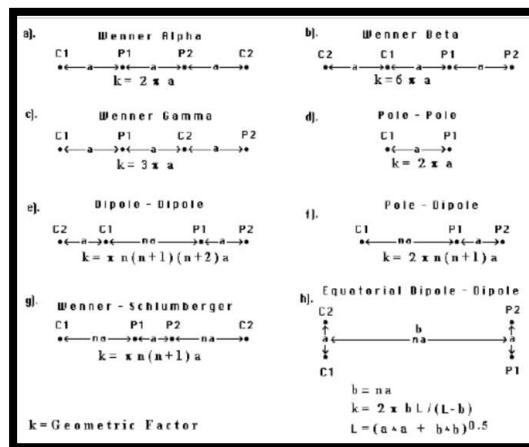 a). Wenner Alpha
C1 P1 P2 C2
a a a
k = 2 π a
b). Wenner Beta
C2 C1 P1 P2
a a a
k=6 π a
c). Wenner Gamma
C1 P1 C2 P2
a a a
k= 3 π a
d). Pole - Pole
C1 P1
a
k= 2 π a
e). Dipole - Dipole
C2 C1 P1 P2
a na a
k = π n(n+1)(n+2)a
f). Pole - Dipole
C1 P1 P2
na a
k = 2 π n(n+1)a
g). Wenner - Schlumberger
C1 P1 P2 C2
na a na
k= π n(n+1)a
h). Equatorial Dipole - Dipole
C2 P2
b
a na a
C1 P1
b = na
k = 2 π bL/(L-b)
L=(a*a + b*b)0.5
k=Geometric Factor